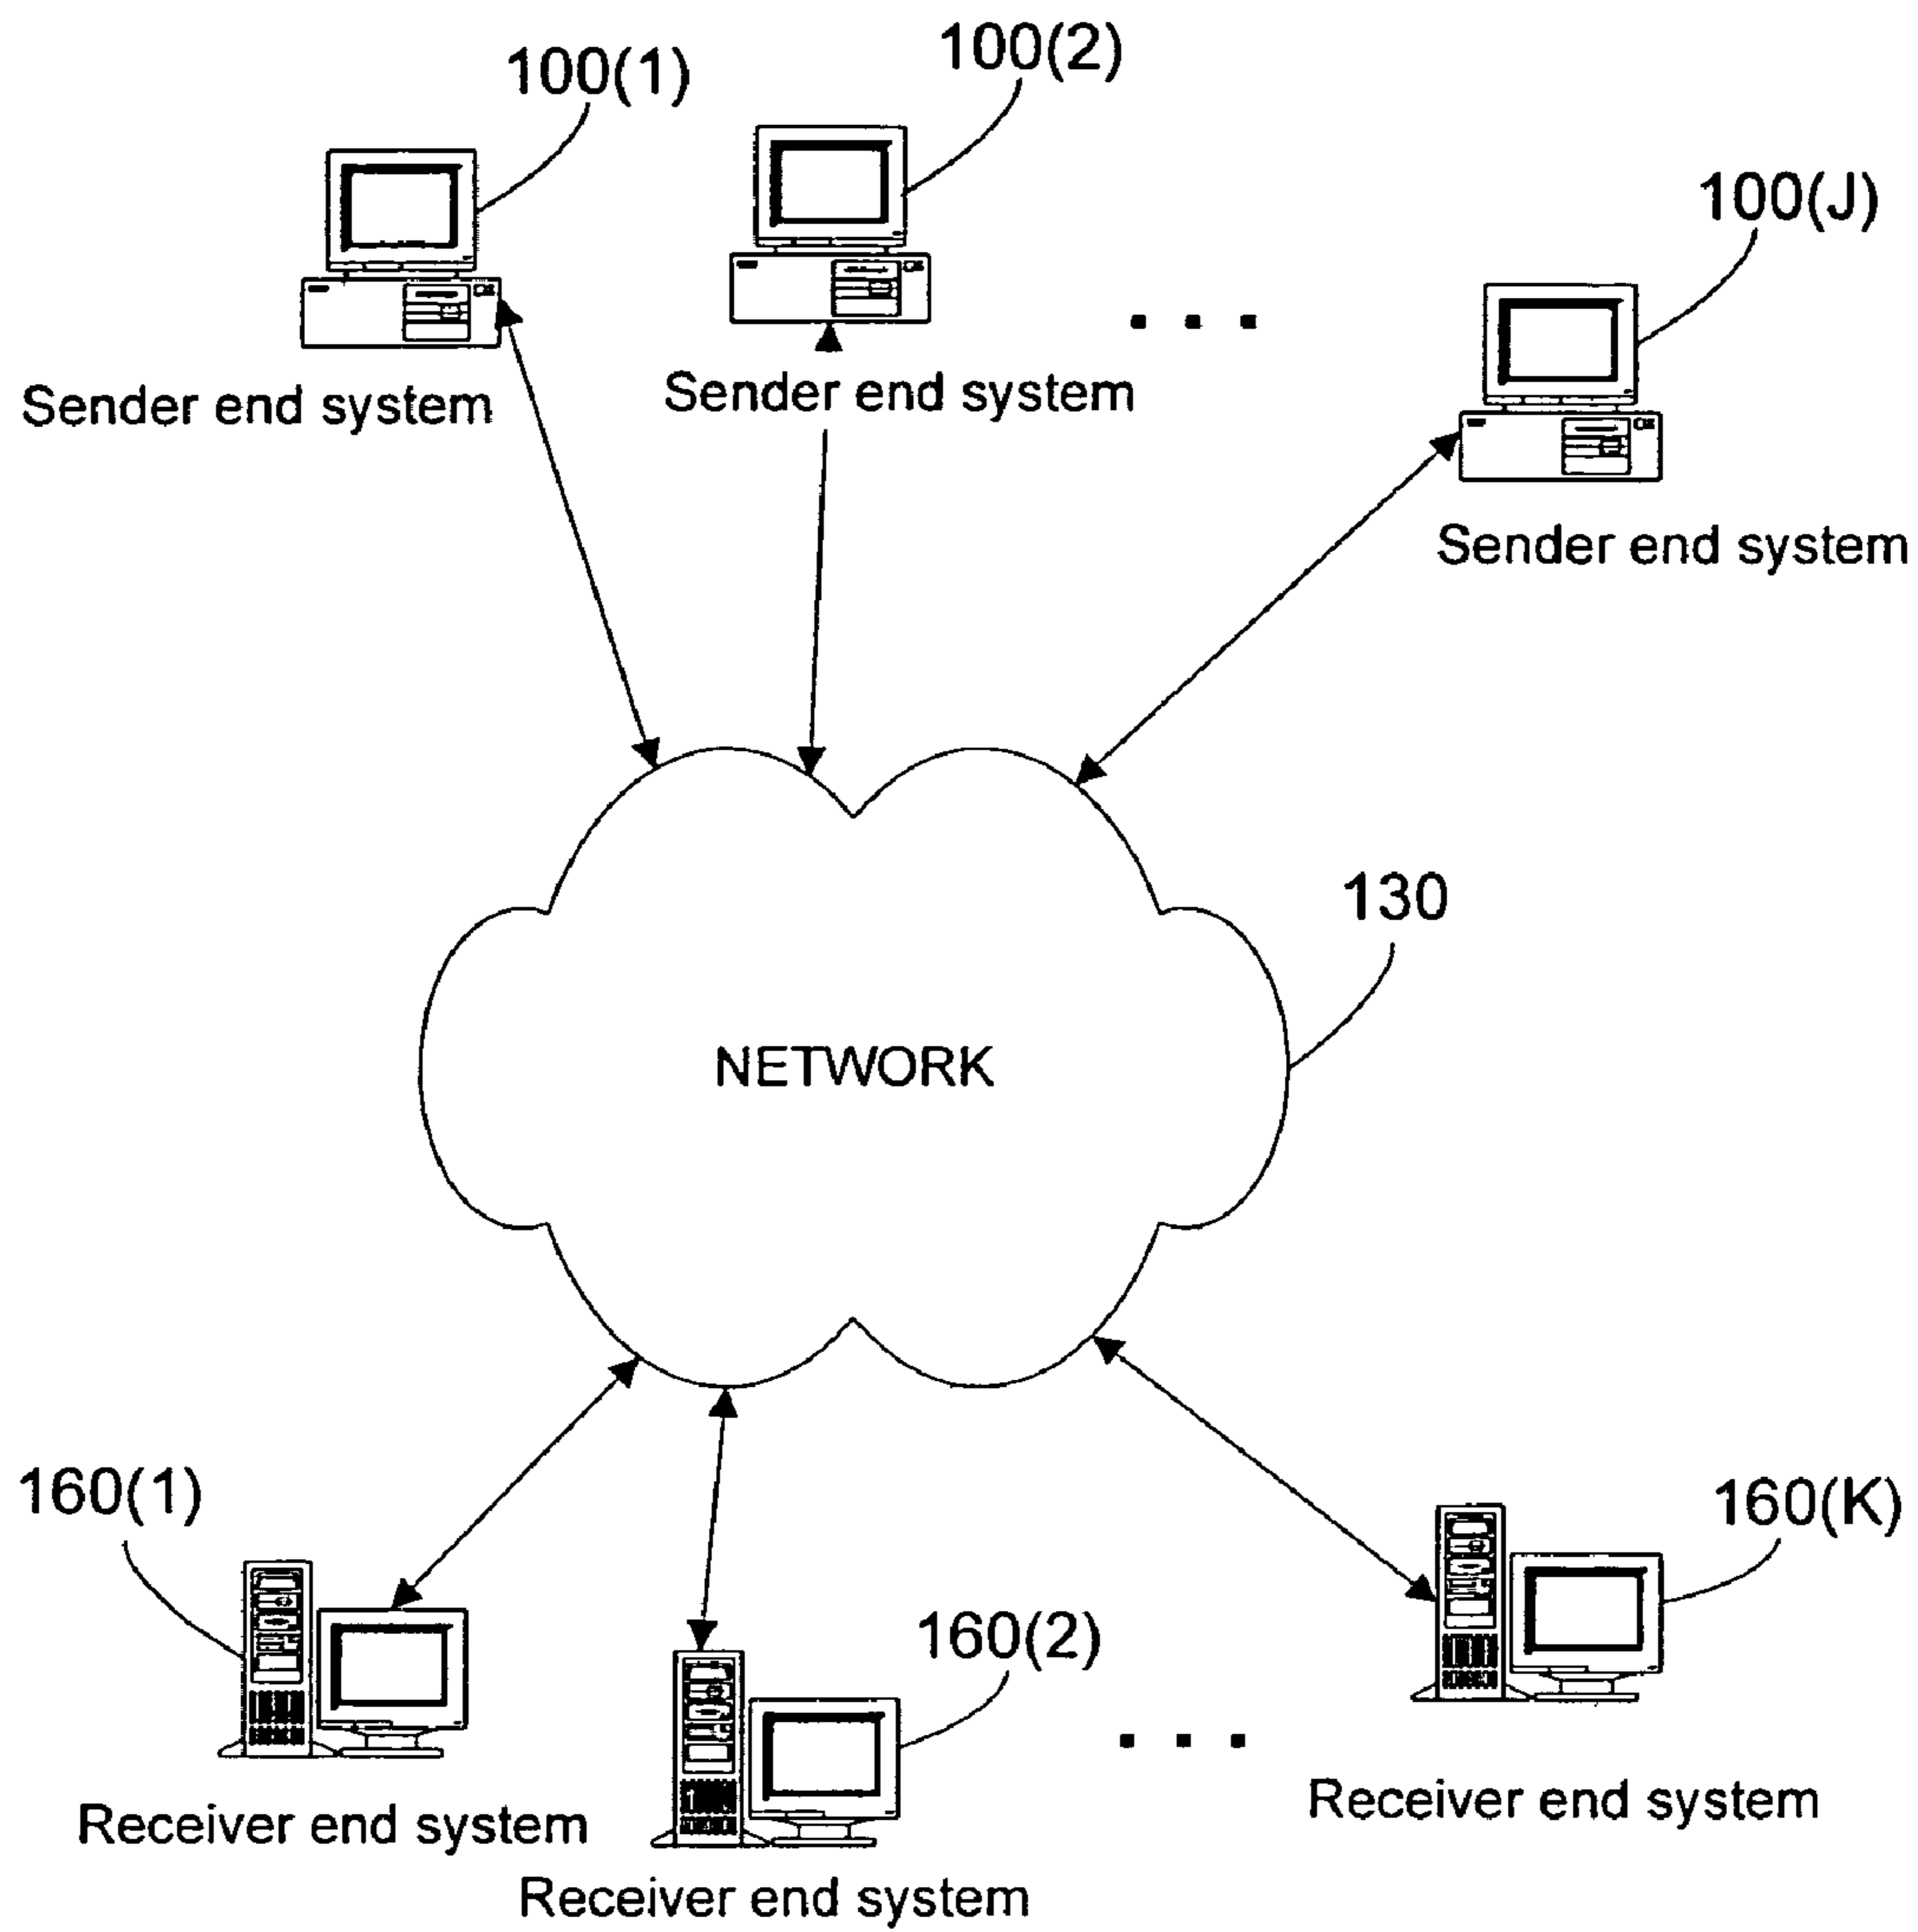 100(1)
100(2)
100(J)
Sender end system
Sender end system
Sender end system
130
NETWORK
160(1)
160(2)
160(K)
Receiver end system
Receiver end system
Receiver end system